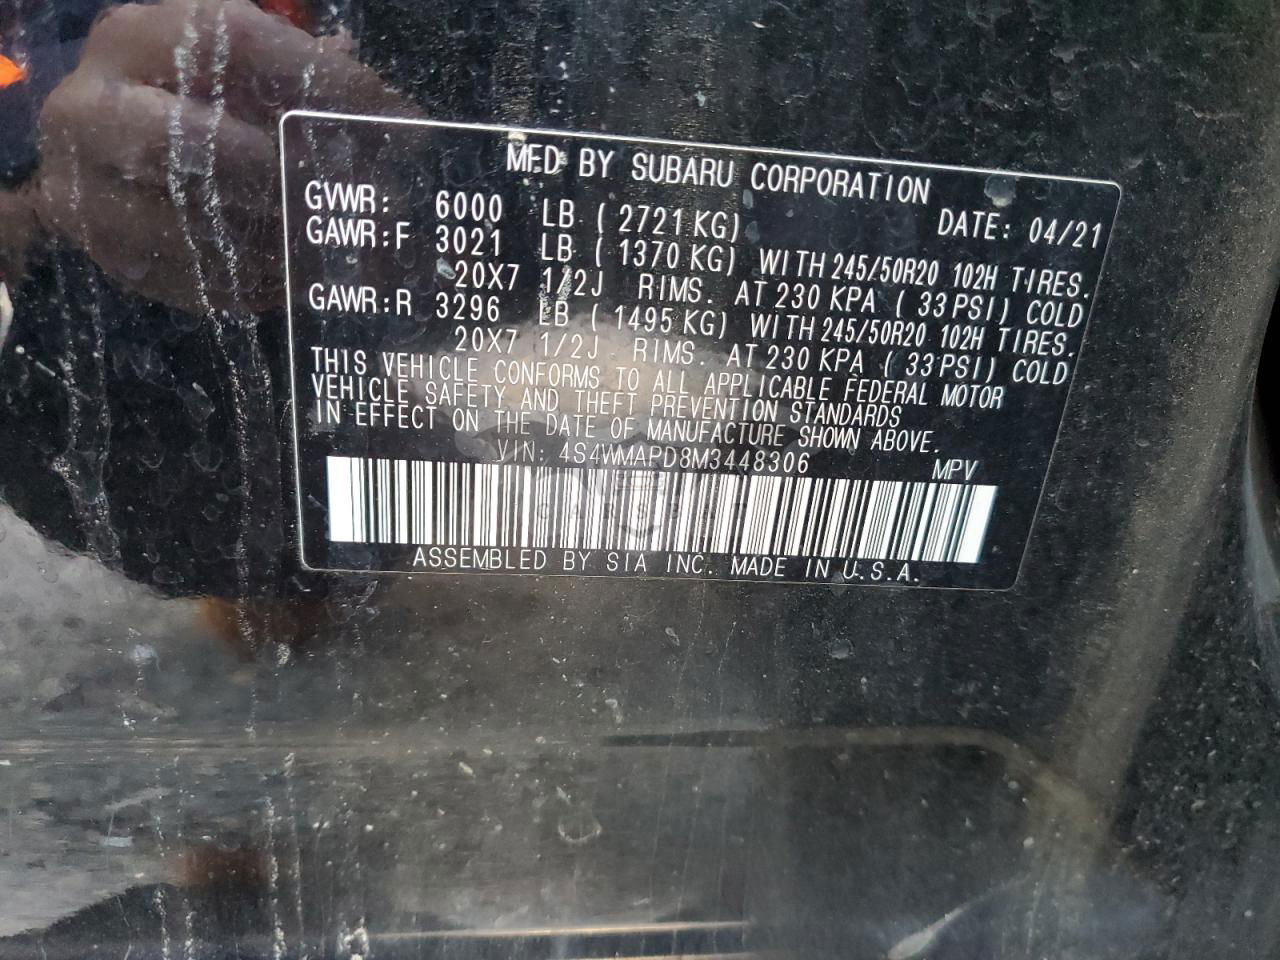 MFD BY SUBARU CORPORATION
GVWR: 6000 LB ( 2721 KG) DATE: 04/21
GAWR:F 3021 LB ( 1370 KG) WITH 245/50R20 102H TIRES.
20X7 1/2J RIMS. AT 230 KPA ( 33 PSI) COLD
GAWR:R 3296 LB ( 1495 KG) WITH 245/50R20 102H TIRES.
20X7 1/2J RIMS. AT 230 KPA ( 33 PSI) COLD
THIS VEHICLE CONFORMS TO ALL APPLICABLE FEDERAL MOTOR
VEHICLE SAFETY AND THEFT PREVENTION STANDARDS
IN EFFECT ON THE DATE OF MANUFACTURE SHOWN ABOVE.
VIN: 4S4WMAPD8M3448306 MPV
ASSEMBLED BY SIA INC. MADE IN U.S.A.